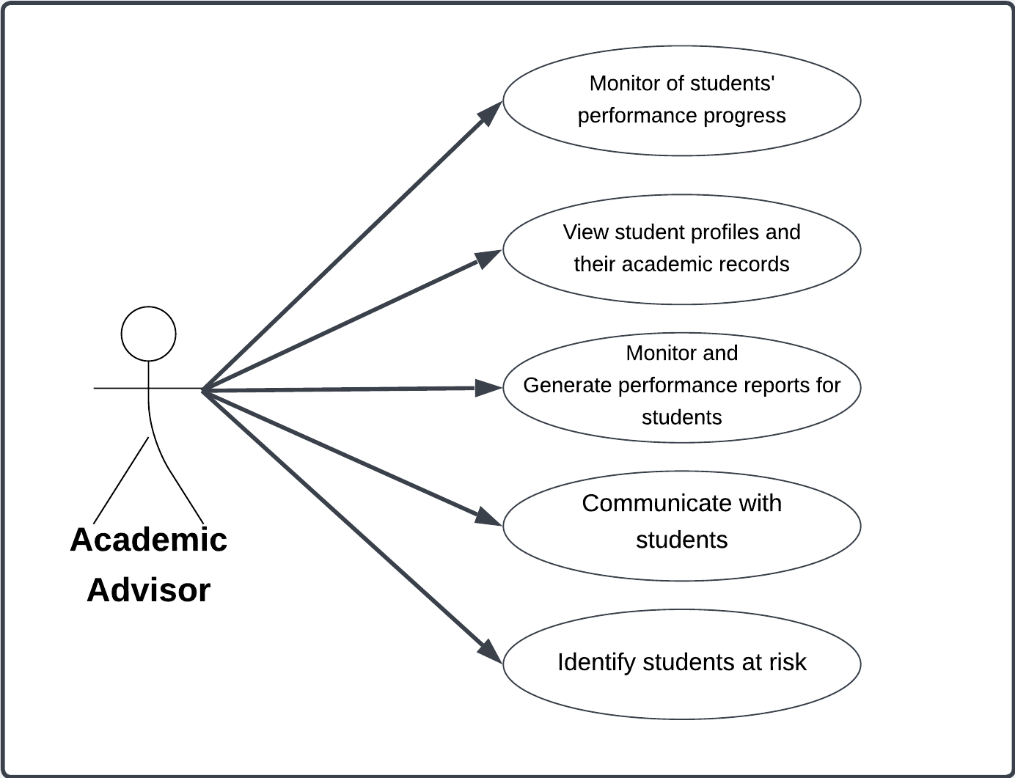 Monitor of students'
performance progress
View student profiles and
their academic records
Monitor and
Generate performance reports for
students
Communicate with
students
Identify students at risk
Academic
Advisor